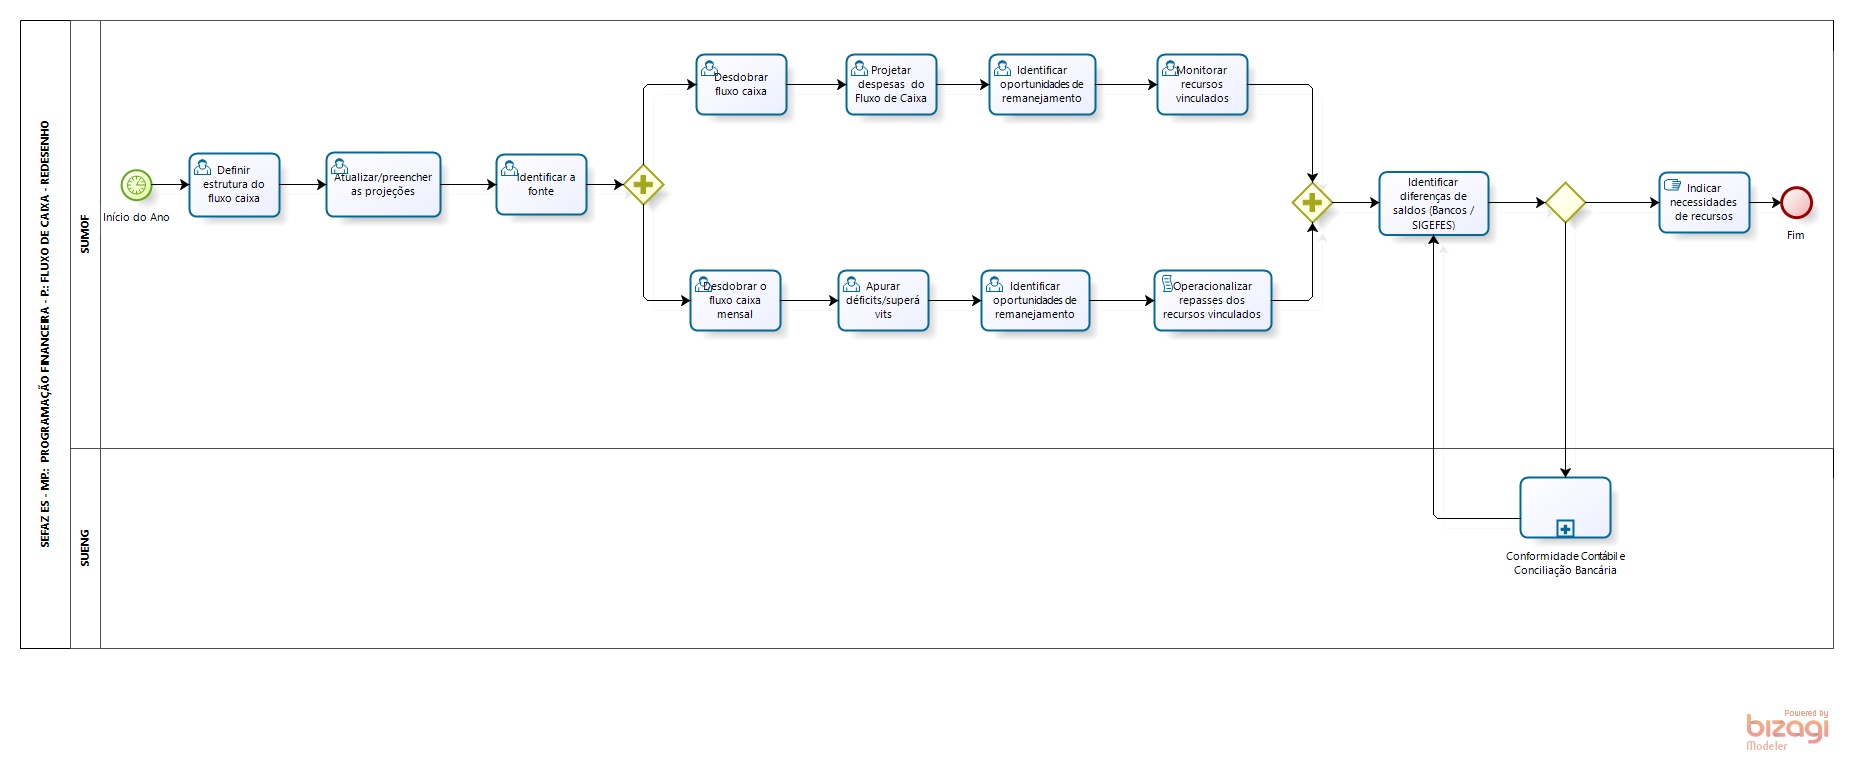 SEFAZ ES - MP.: PROGRAMAÇÃO FINANCEIRA - P.: FLUXO DE CAIXA - REDESENHO
SUMOF
Início do Ano
Definir
estrutura do
fluxo caixa
Atualizar/preencher
as projeções
Identificar a
fonte
Desdobrar
fluxo caixa
Projetar
despesas do
Fluxo de Caixa
Identificar
oportunidades de
remanejamento
Monitorar
recursos
vinculados
Desdobrar o
fluxo caixa
mensal
Apurar
déficits/superá
vits
Identificar
oportunidades de
remanejamento
Operacionalizar
repasses dos
recursos vinculados
Identificar
diferenças de
saldos (Bancos /
SIGEFES)
Indicar
necessidades
de recursos
Fim
SUENG
Conformidade Contábil e
Conciliação Bancária
Powered by
bizagi
Modeler